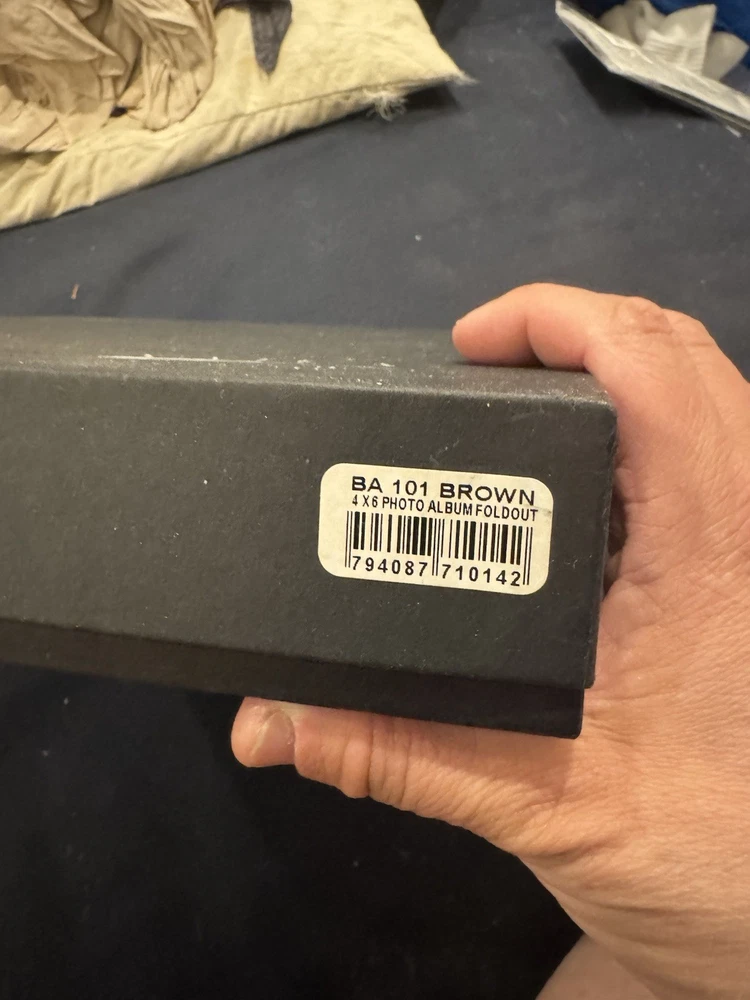 BA 101 BROWN
4 X 6 PHOTO ALBUM FOLDOUT
794087 710142